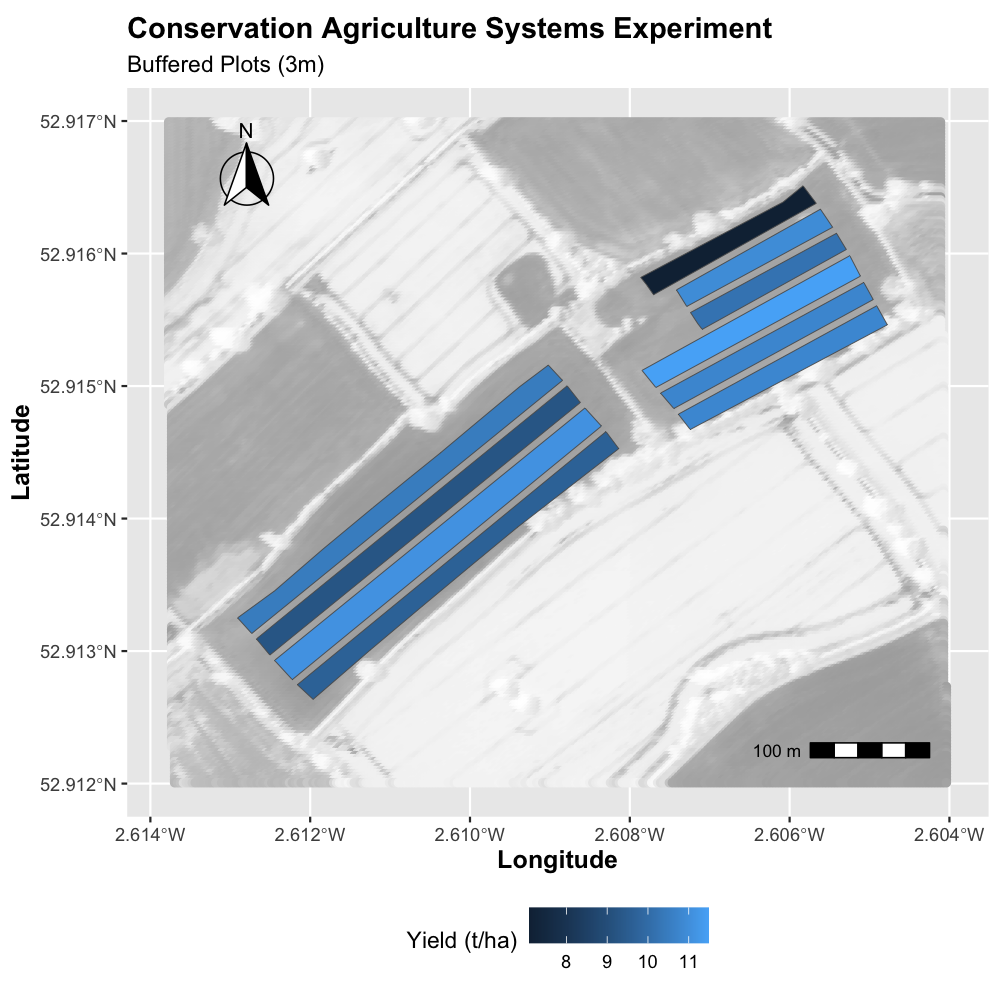 Conservation Agriculture Systems Experiment
Buffered Plots (3m)
52.917°N
52.916°N
52.915°N
52.914°N
52.913°N
52.912°N
Latitude
N
100 m
2.614°W 2.612°W 2.610°W 2.608°W 2.606°W 2.604°W
Longitude
Yield (t/ha)
8 9 10 11